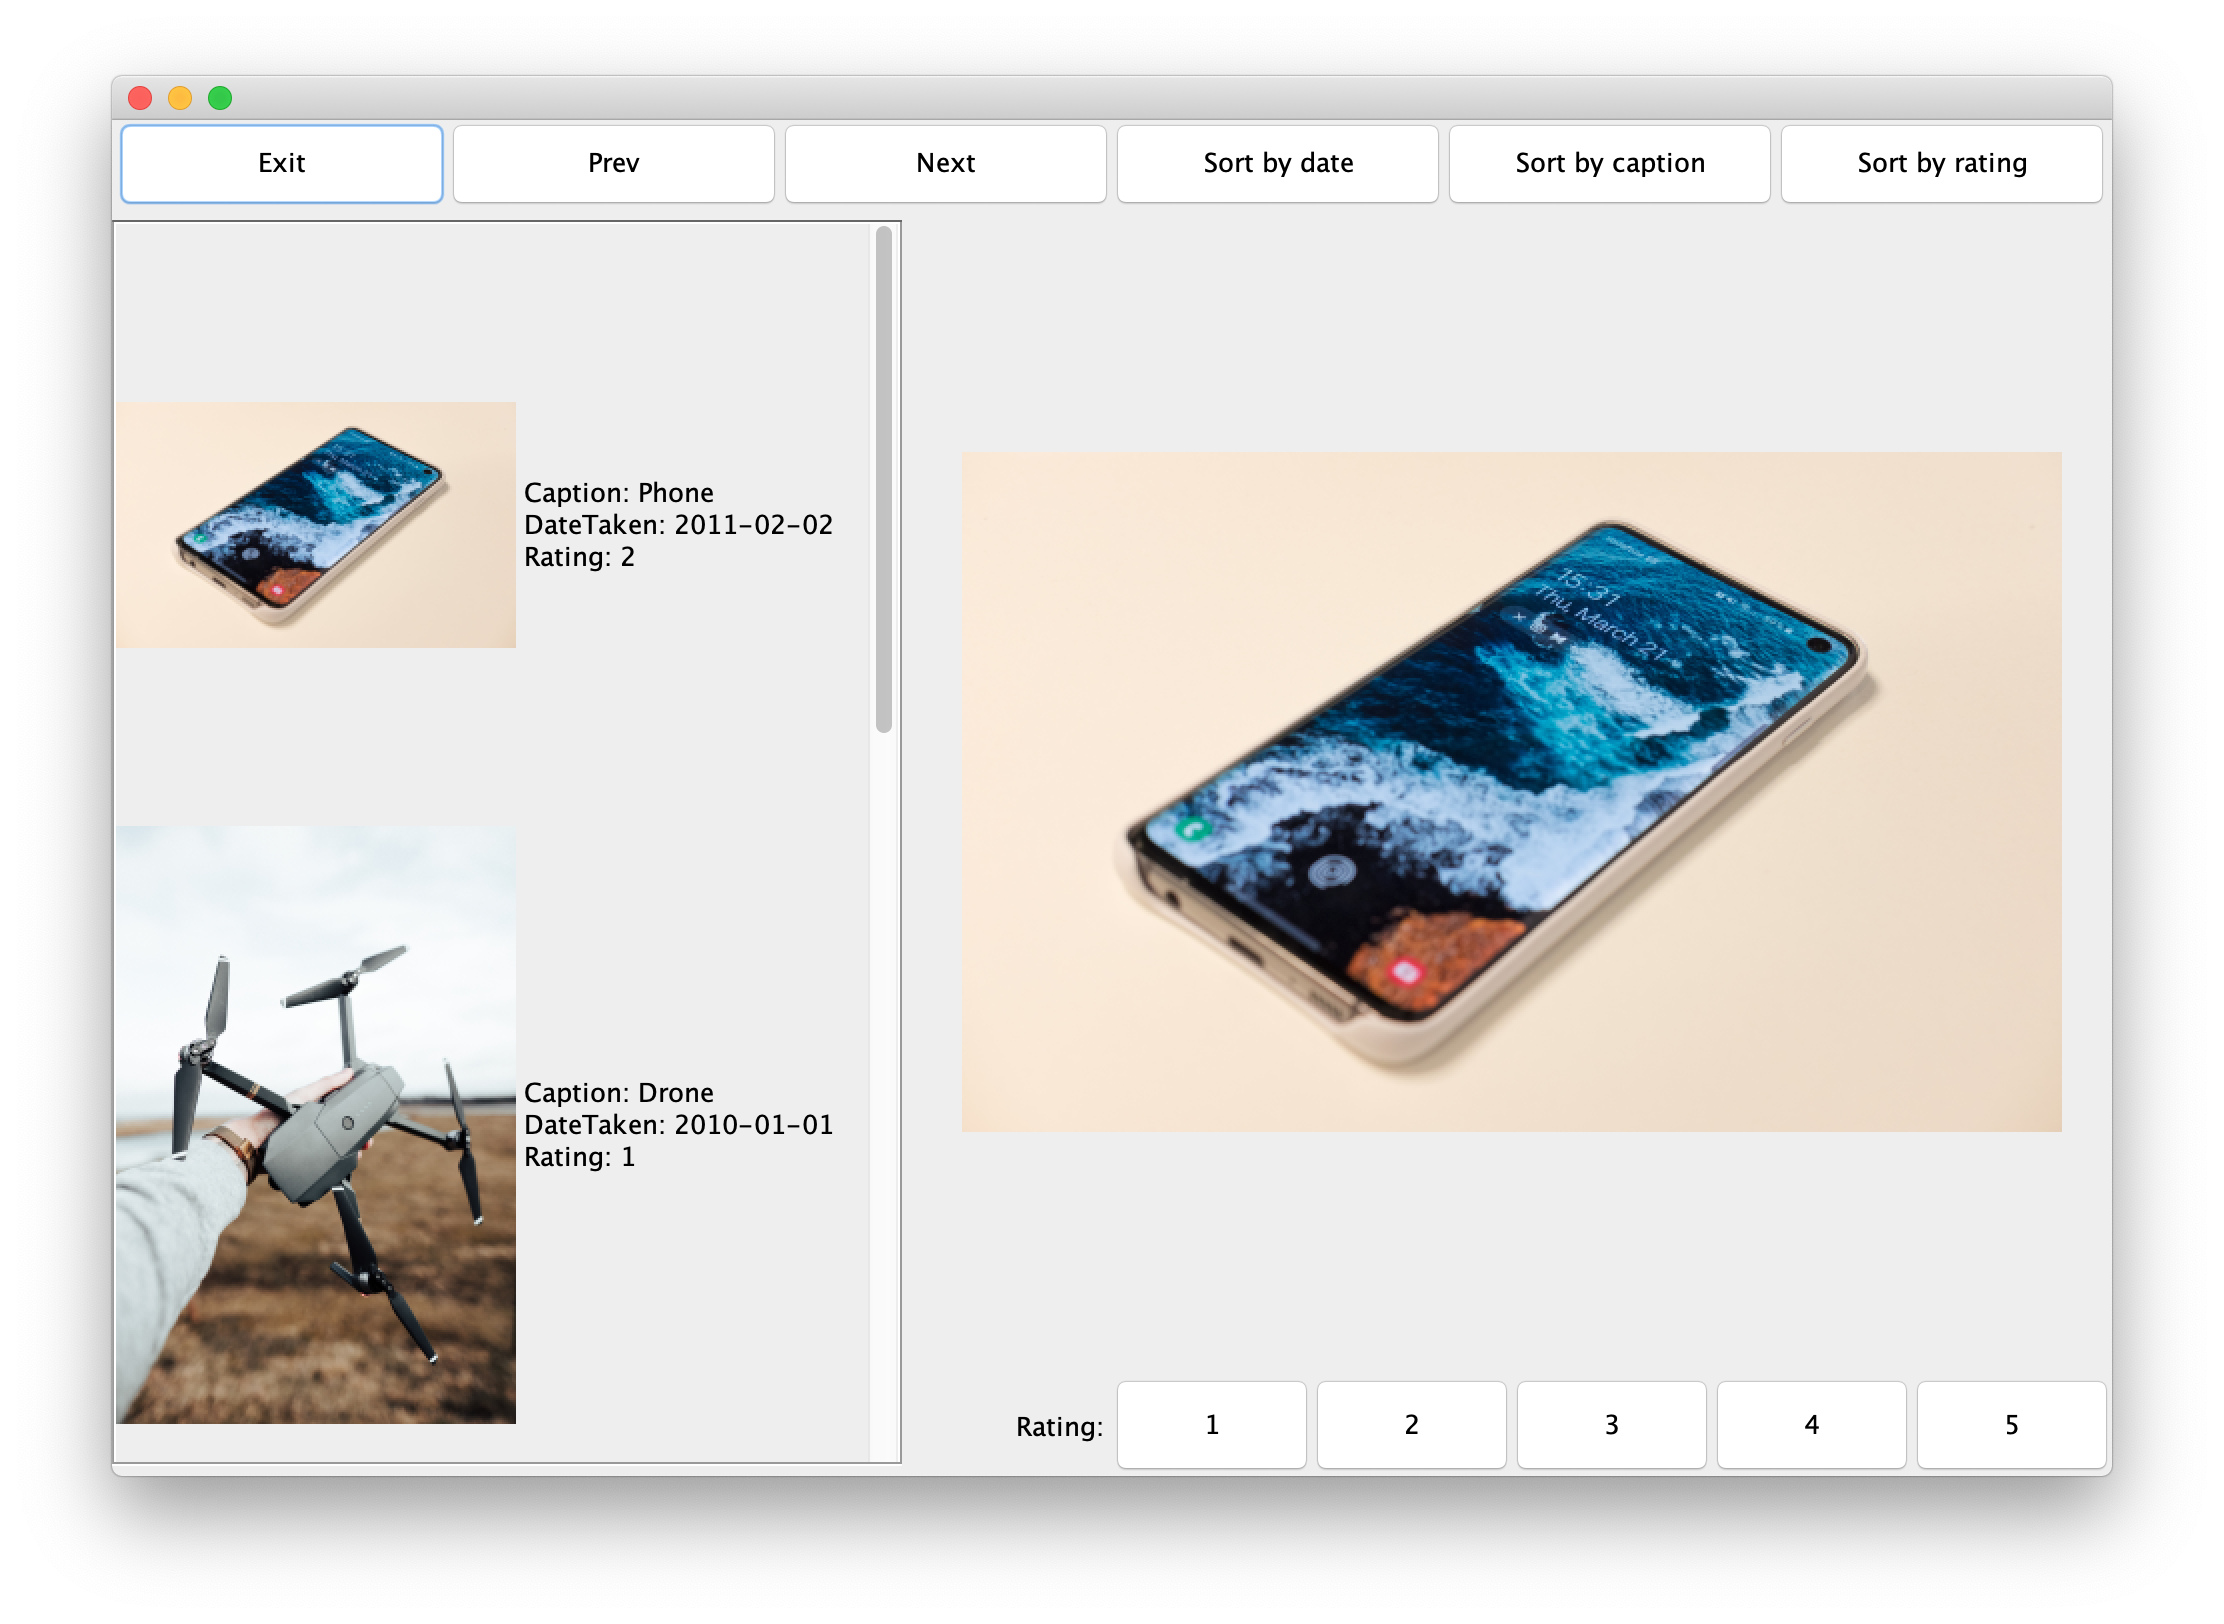 Exit
Prev
Next
Sort by date
Sort by caption
Sort by rating
Caption: Phone
DateTaken: 2011-02-02
Rating: 2
Caption: Drone
DateTaken: 2010-01-01
Rating: 1
15:31
Thu, March 21
Rating:
1
2
3
4
5